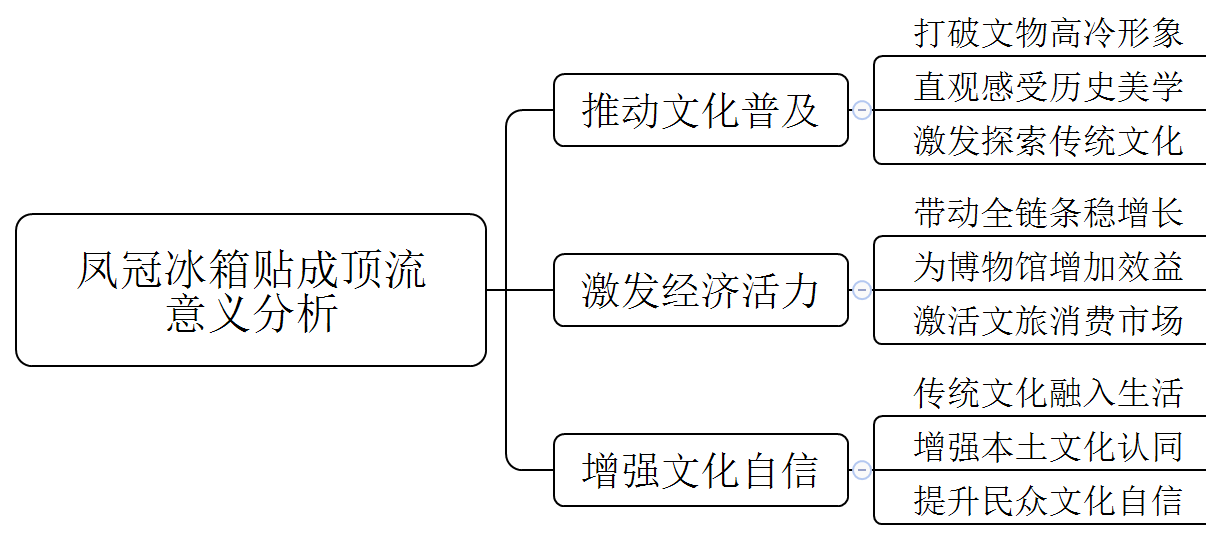 凤冠冰箱贴成顶流
意义分析
推动文化普及
打破文物高冷形象
直观感受历史美学
激发探索传统文化
激发经济活力
带动全链条稳增长
为博物馆增加效益
激活文旅消费市场
增强文化自信
传统文化融入生活
增强本土文化认同
提升民众文化自信